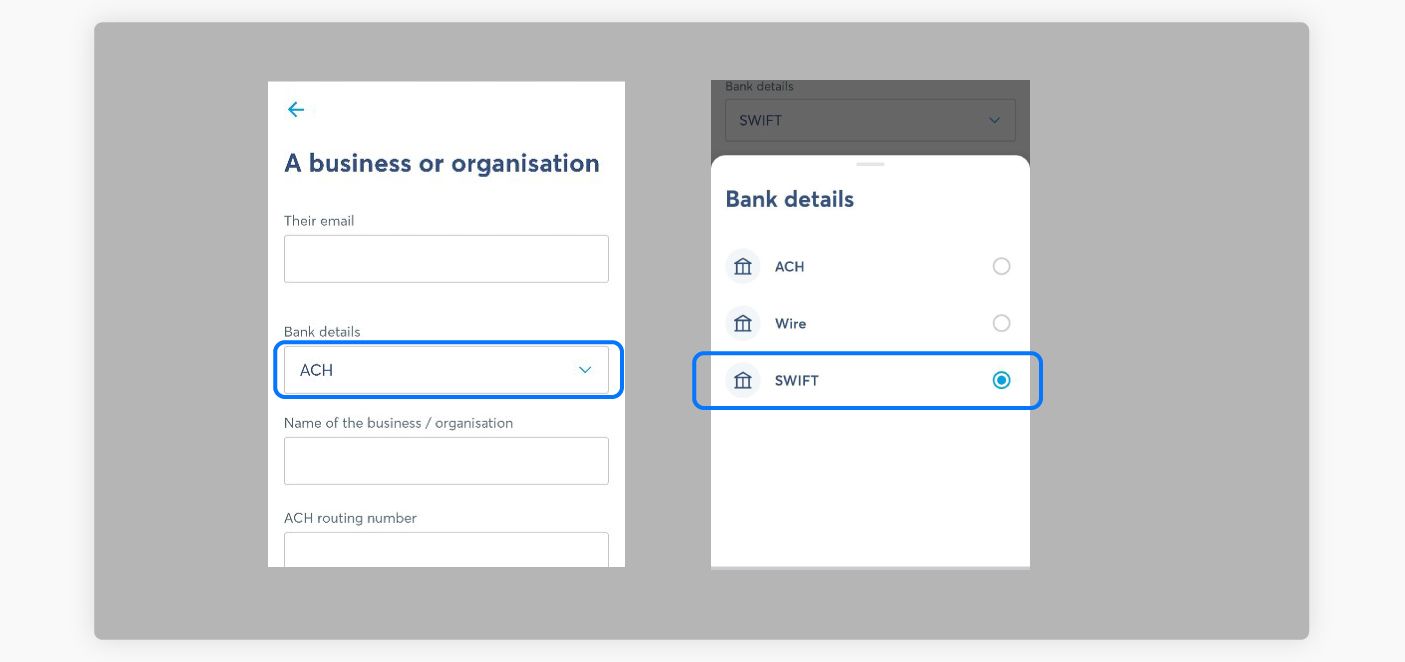 A business or organisation
Their email
Bank details
ACH
Name of the business / organisation
ACH routing number
Bank details
SWIFT
Bank details
ACH
Wire
SWIFT